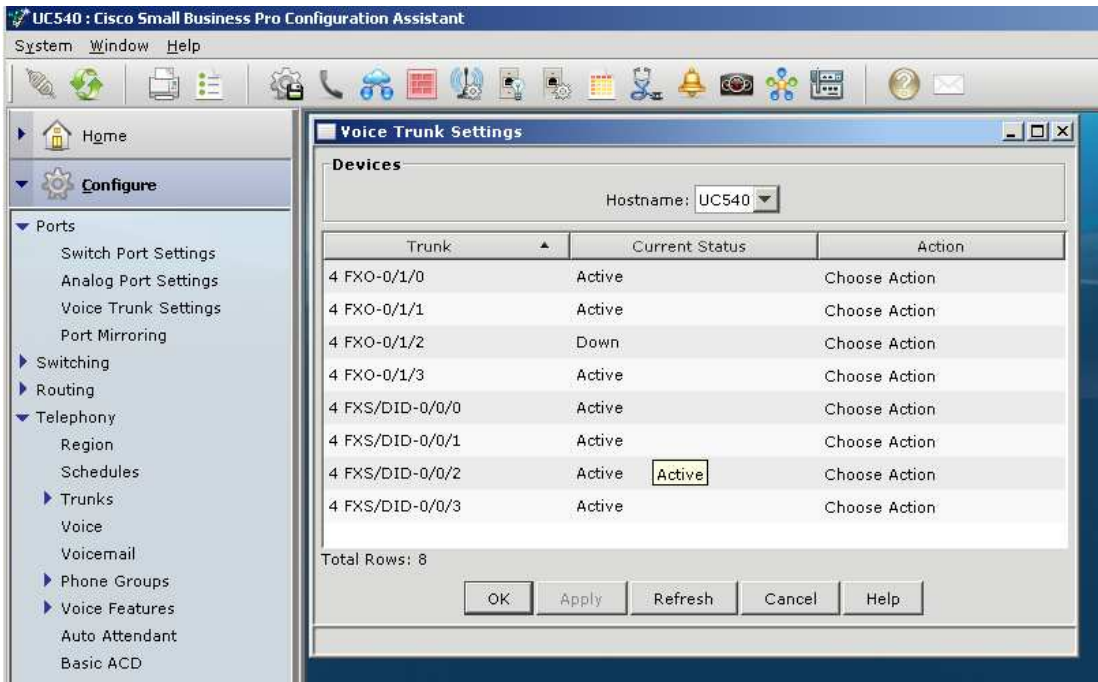 UC540 : Cisco Small Business Pro Configuration Assistant
System Window Help
Home
Configure
Ports
Switch Port Settings
Analog Port Settings
Voice Trunk Settings
Port Mirroring
Switching
Routing
Telephony
Region
Schedules
Trunks
Voice
Voicemail
Phone Groups
Voice Features
Auto Attendant
Basic ACD
Voice Trunk Settings
Devices
Hostname: UC540
Trunk Current Status Action
4 FXO-0/1/0 Active Choose Action
4 FXO-0/1/1 Active Choose Action
4 FXO-0/1/2 Down Choose Action
4 FXO-0/1/3 Active Choose Action
4 FXS/DID-0/0/0 Active Choose Action
4 FXS/DID-0/0/1 Active Choose Action
4 FXS/DID-0/0/2 Active Active Choose Action
4 FXS/DID-0/0/3 Active Choose Action
Total Rows: 8
OK Apply Refresh Cancel Help